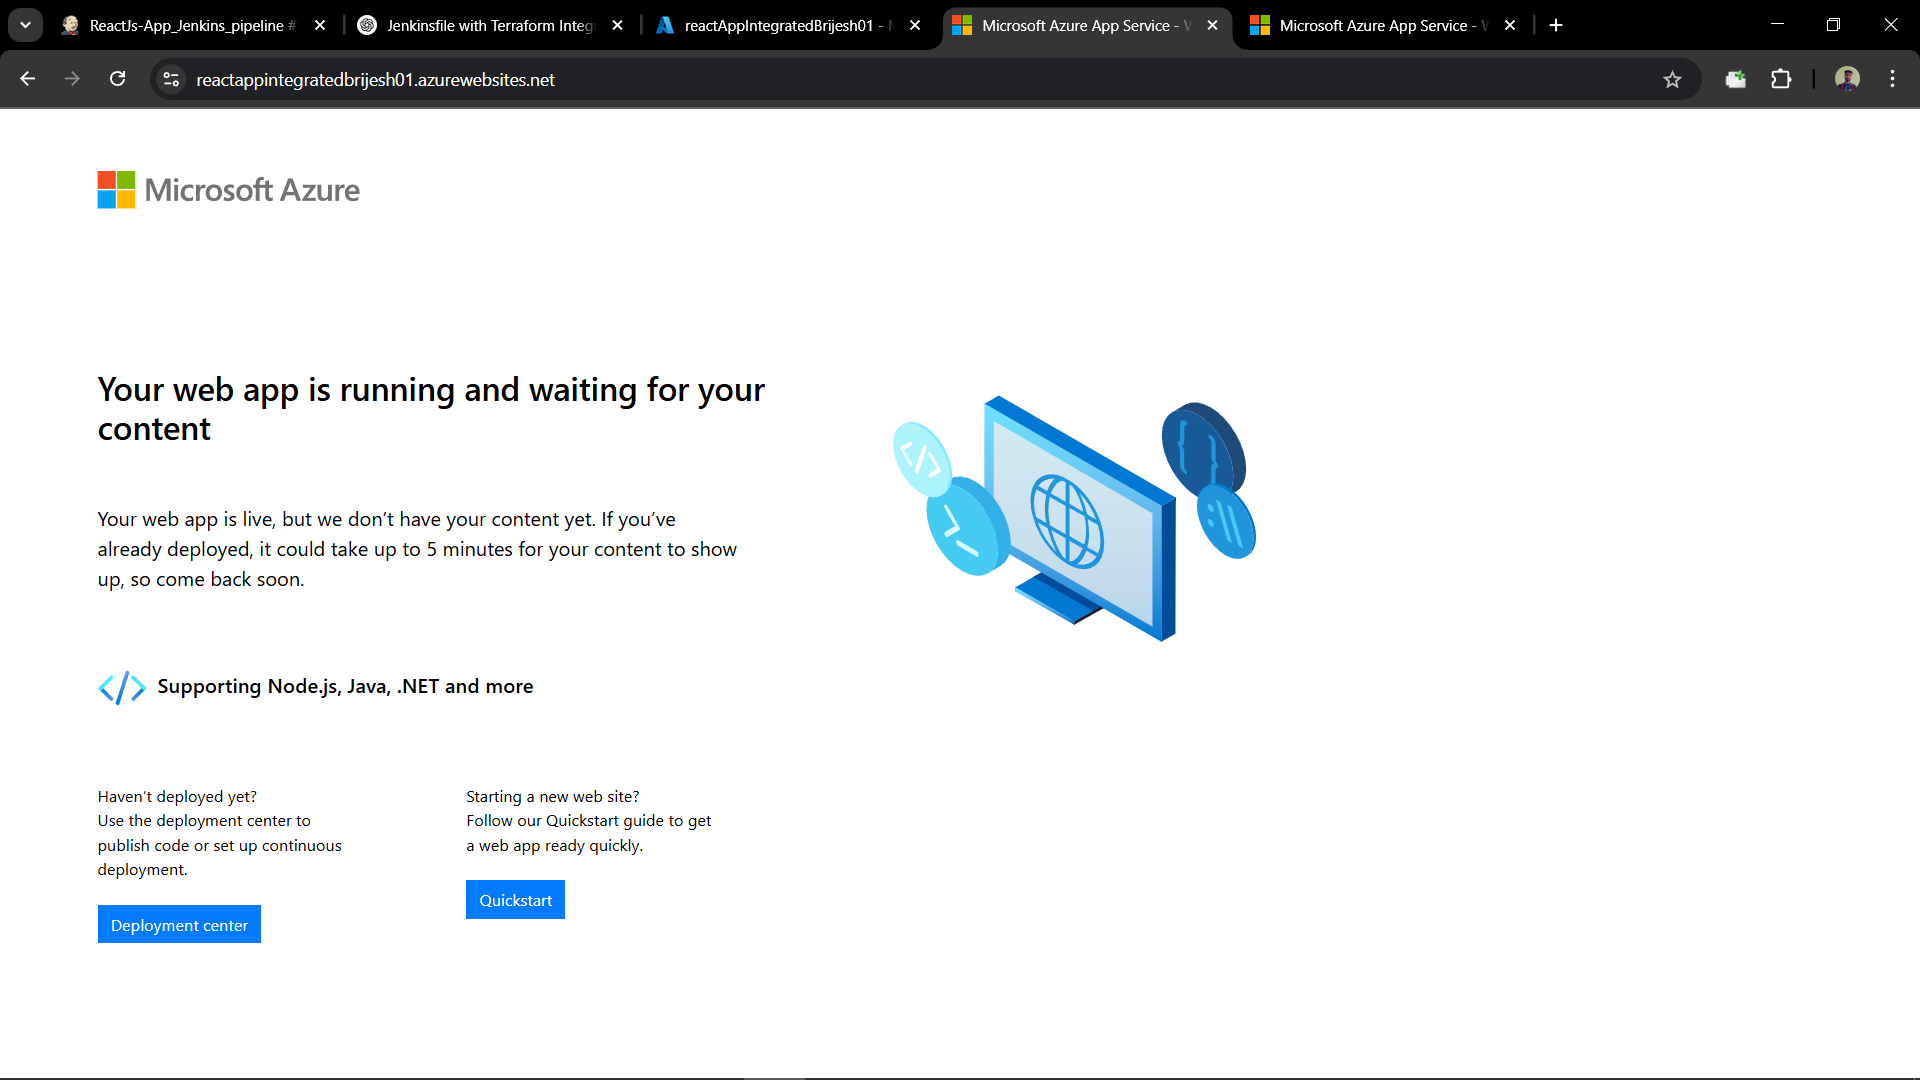 ReactJs-App_Jenkins_pipeline #
Jenkinsfile with Terraform Integ
reactAppIntegratedBrijesh01 -
Microsoft Azure App Service -
Microsoft Azure App Service -
reactappintegratedbrijesh01.azurewebsites.net
Microsoft Azure
Your web app is running and waiting for your
content
Your web app is live, but we don’t have your content yet. If you’ve
already deployed, it could take up to 5 minutes for your content to show
up, so come back soon.
Supporting Node.js, Java, .NET and more
Haven’t deployed yet?
Use the deployment center to
publish code or set up continuous
deployment.
Deployment center
Starting a new web site?
Follow our Quickstart guide to get
a web app ready quickly.
Quickstart